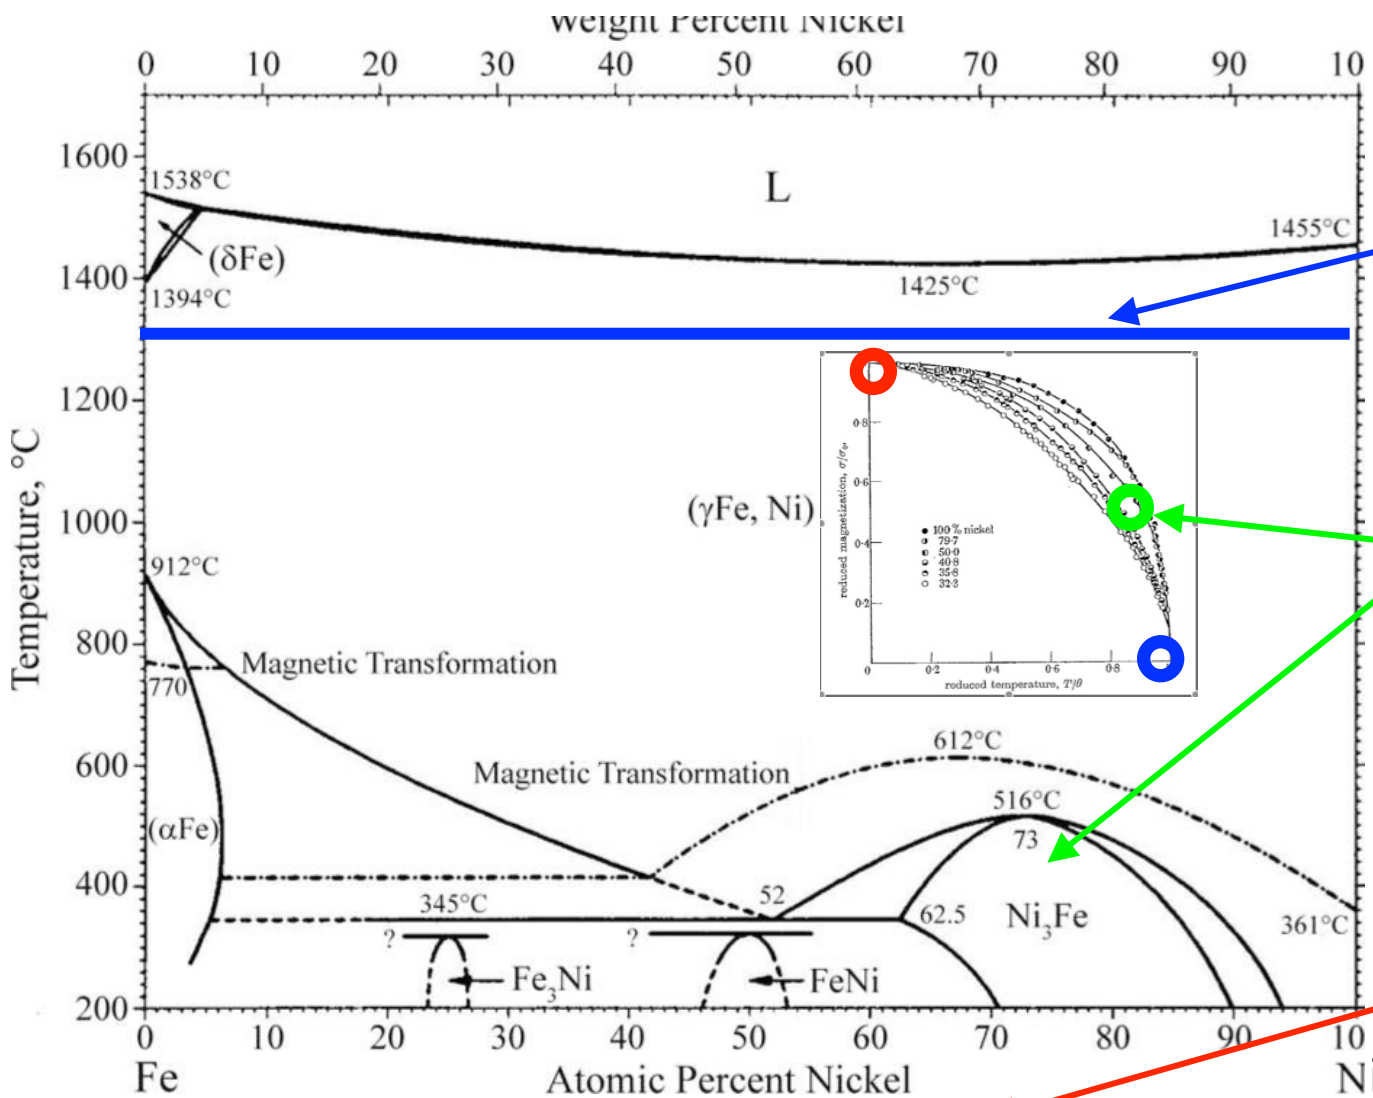 Weight Percent Nickel
0 10 20 30 40 50 60 70 80 90 10
1600
1538°C
L
1455°C
(δFe)
1400
1394°C
1425°C
1200
0·8
reduced magnetization, σ/σ₀,
0·6
(γFe, Ni)
1000
100% nickel
79·7
50·0
40·8
35·8
32·3
0·4
0·2
0 0·2 0·4 0·6 0·8
reduced temperature, T/θ
Temperature, °C
912°C
800
Magnetic Transformation
770
612°C
600
Magnetic Transformation
516°C
73
(αFe)
400
345°C
52
62.5
Ni₃Fe
361°C
?
?
Fe₃Ni
FeNi
200
0 10 20 30 40 50 60 70 80 90 10
Fe
Atomic Percent Nickel
Ni